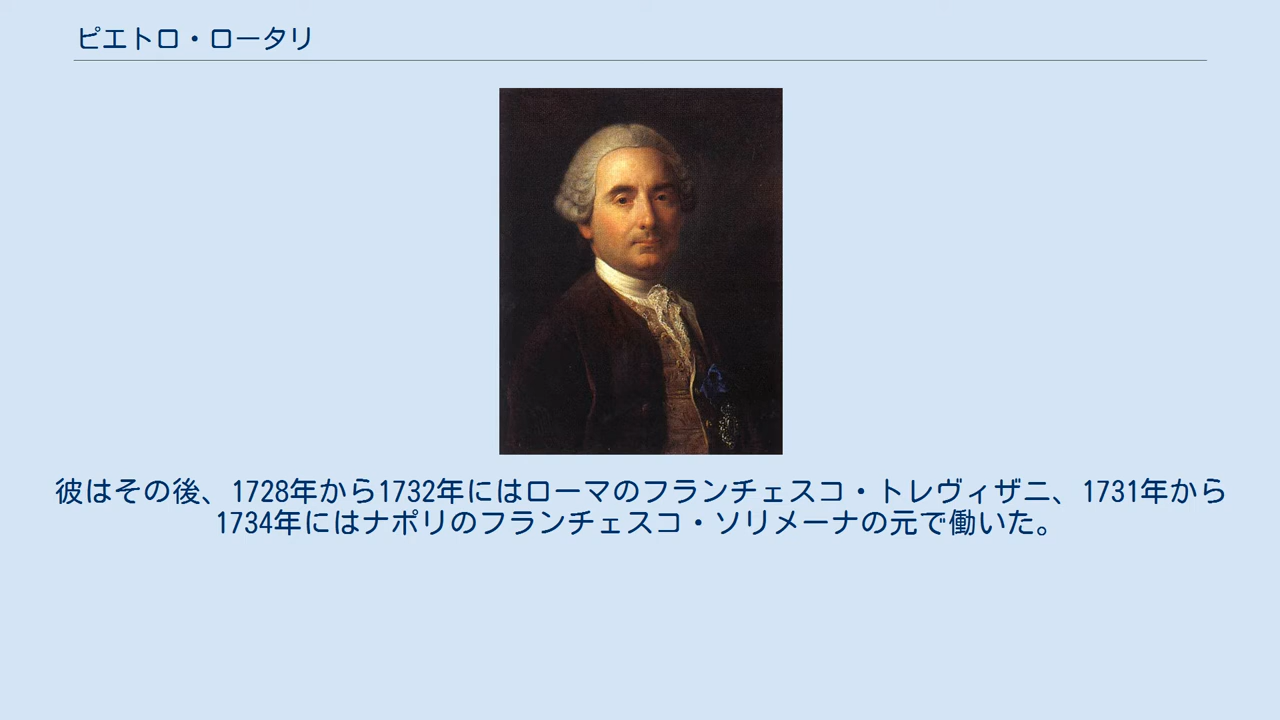 ピエトロ・ロータリ
彼はその後、1728年から1732年にはローマのフランチェスコ・トレヴィザニ、1731年から
1734年にはナポリのフランチェスコ・ソリメーナの元で働いた。